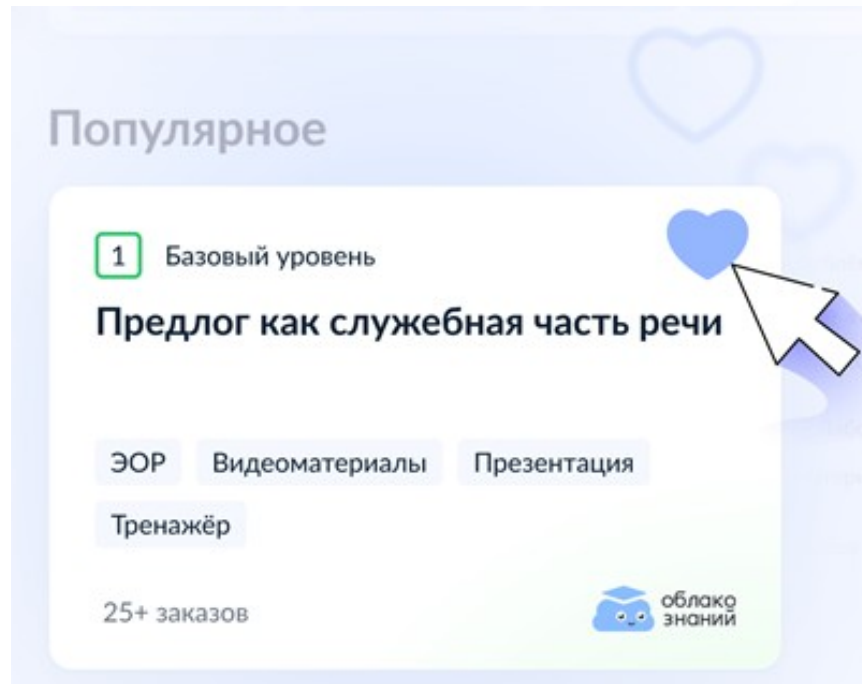 Популярное
1 Базовый уровень
Предлог как служебная часть речи
ЭОР Видеоматериалы Презентация
Тренажёр
25+ заказов
облако
знаний